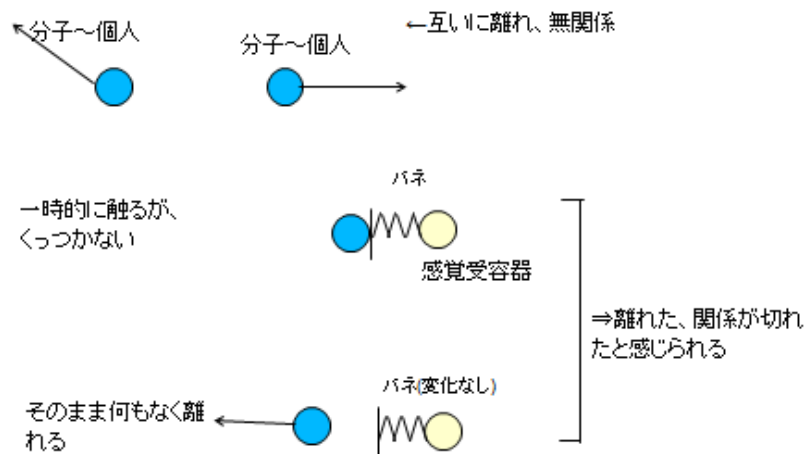 分子～個人
分子～個人
←互いに離れ、無関係
バネ
一時的に触るが、
くっつかない
感覚受容器
⇒離れた、関係が切れ
たと感じられる
バネ(変化なし)
そのまま何もなく離
れる